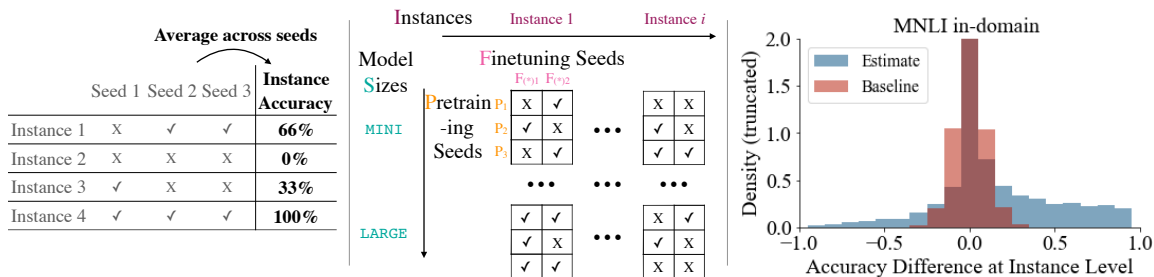 Average across seeds
Seed 1 Seed 2 Seed 3 Instance Accuracy
Instance 1 X ✓ ✓ 66%
Instance 2 X X X 0%
Instance 3 ✓ X X 33%
Instance 4 ✓ ✓ ✓ 100%
Instances Instance 1 Instance i
Model Sizes
Finetuning Seeds
F(*)1 F(*)2
Pretrain-ing Seeds
MINI
P1 X ✓ X X
P2 ✓ X ••• ✓ X
P3 X ✓ ✓ ✓
••• ••• •••
LARGE
✓ ✓ X ✓
✓ X ••• ✓ X
✓ ✓ X X
MNLI in-domain
Estimate
Baseline
Density (truncated)
2.0
1.5
1.0
0.5
0.0
−1.0 −0.5 0.0 0.5 1.0
Accuracy Difference at Instance Level